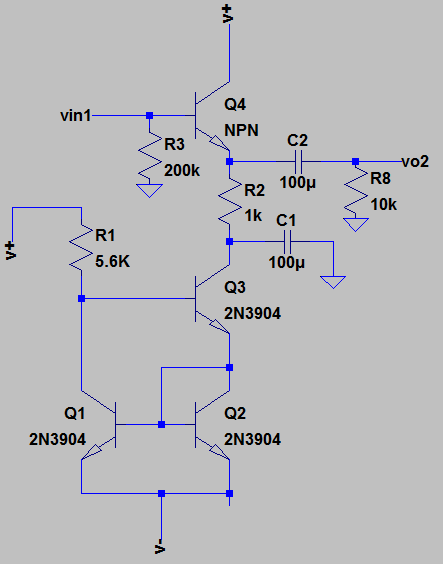 v+
vin1
Q4
NPN
R3
200k
C2
100µ
vo2
R2
1k
R8
10k
C1
100µ
v+
R1
5.6K
Q3
2N3904
Q1
2N3904
Q2
2N3904
v-